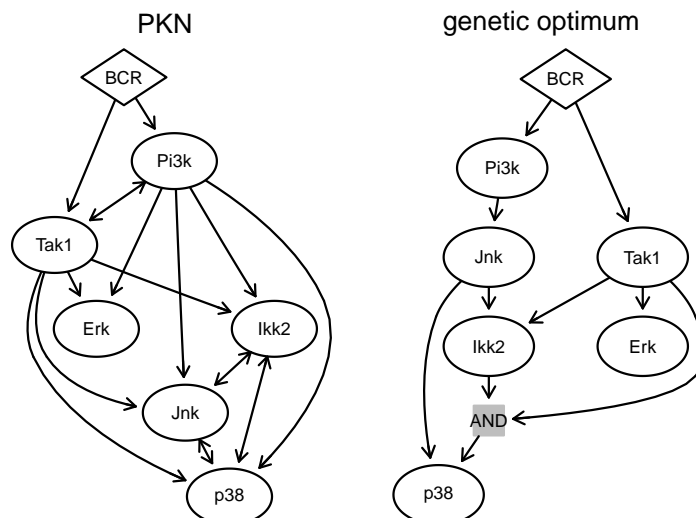 PKN
BCR
Pi3k
Tak1
Erk
Ikk2
Jnk
p38
genetic optimum
BCR
Pi3k
Jnk
Tak1
Ikk2
Erk
AND
p38